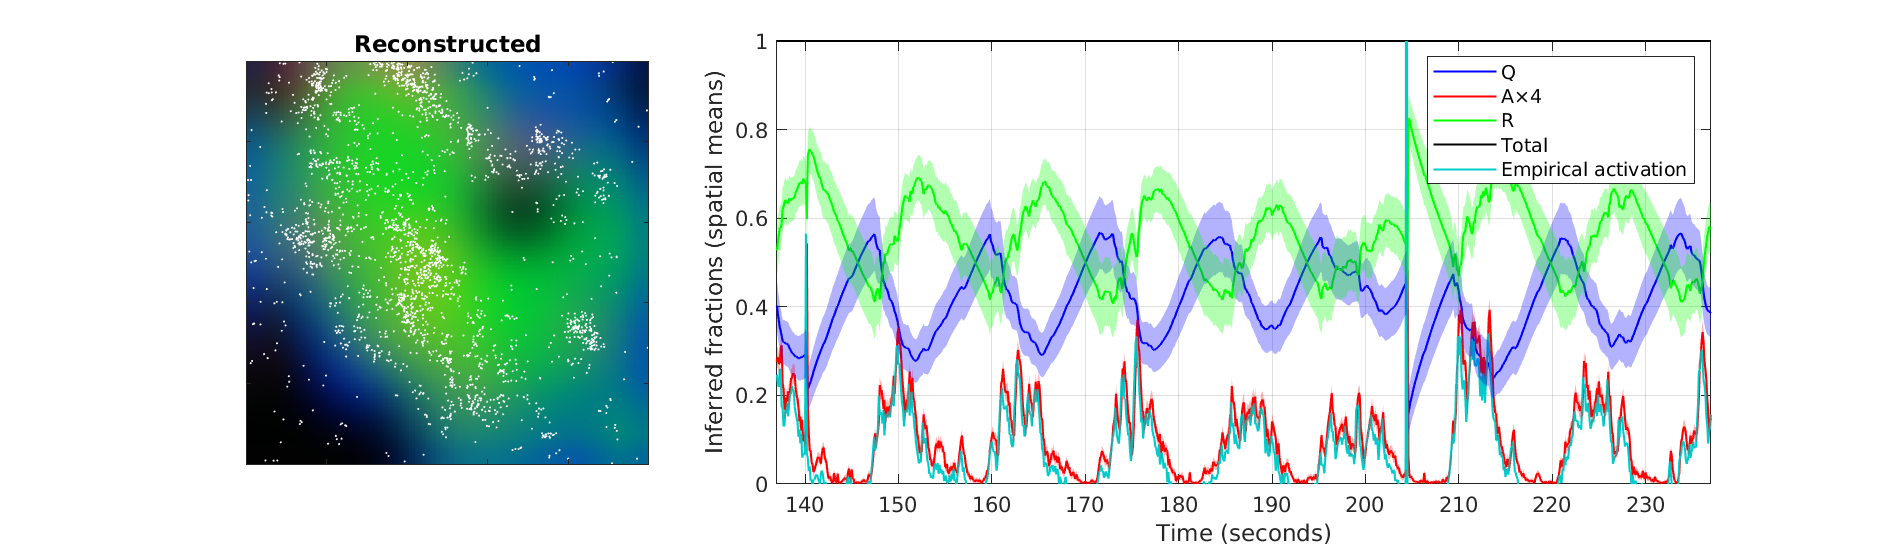 Reconstructed
Inferred fractions (spatial means)
1
0.8
0.6
0.4
0.2
0
Q
A×4
R
Total
Empirical activation
140 150 160 170 180 190 200 210 220 230
Time (seconds)